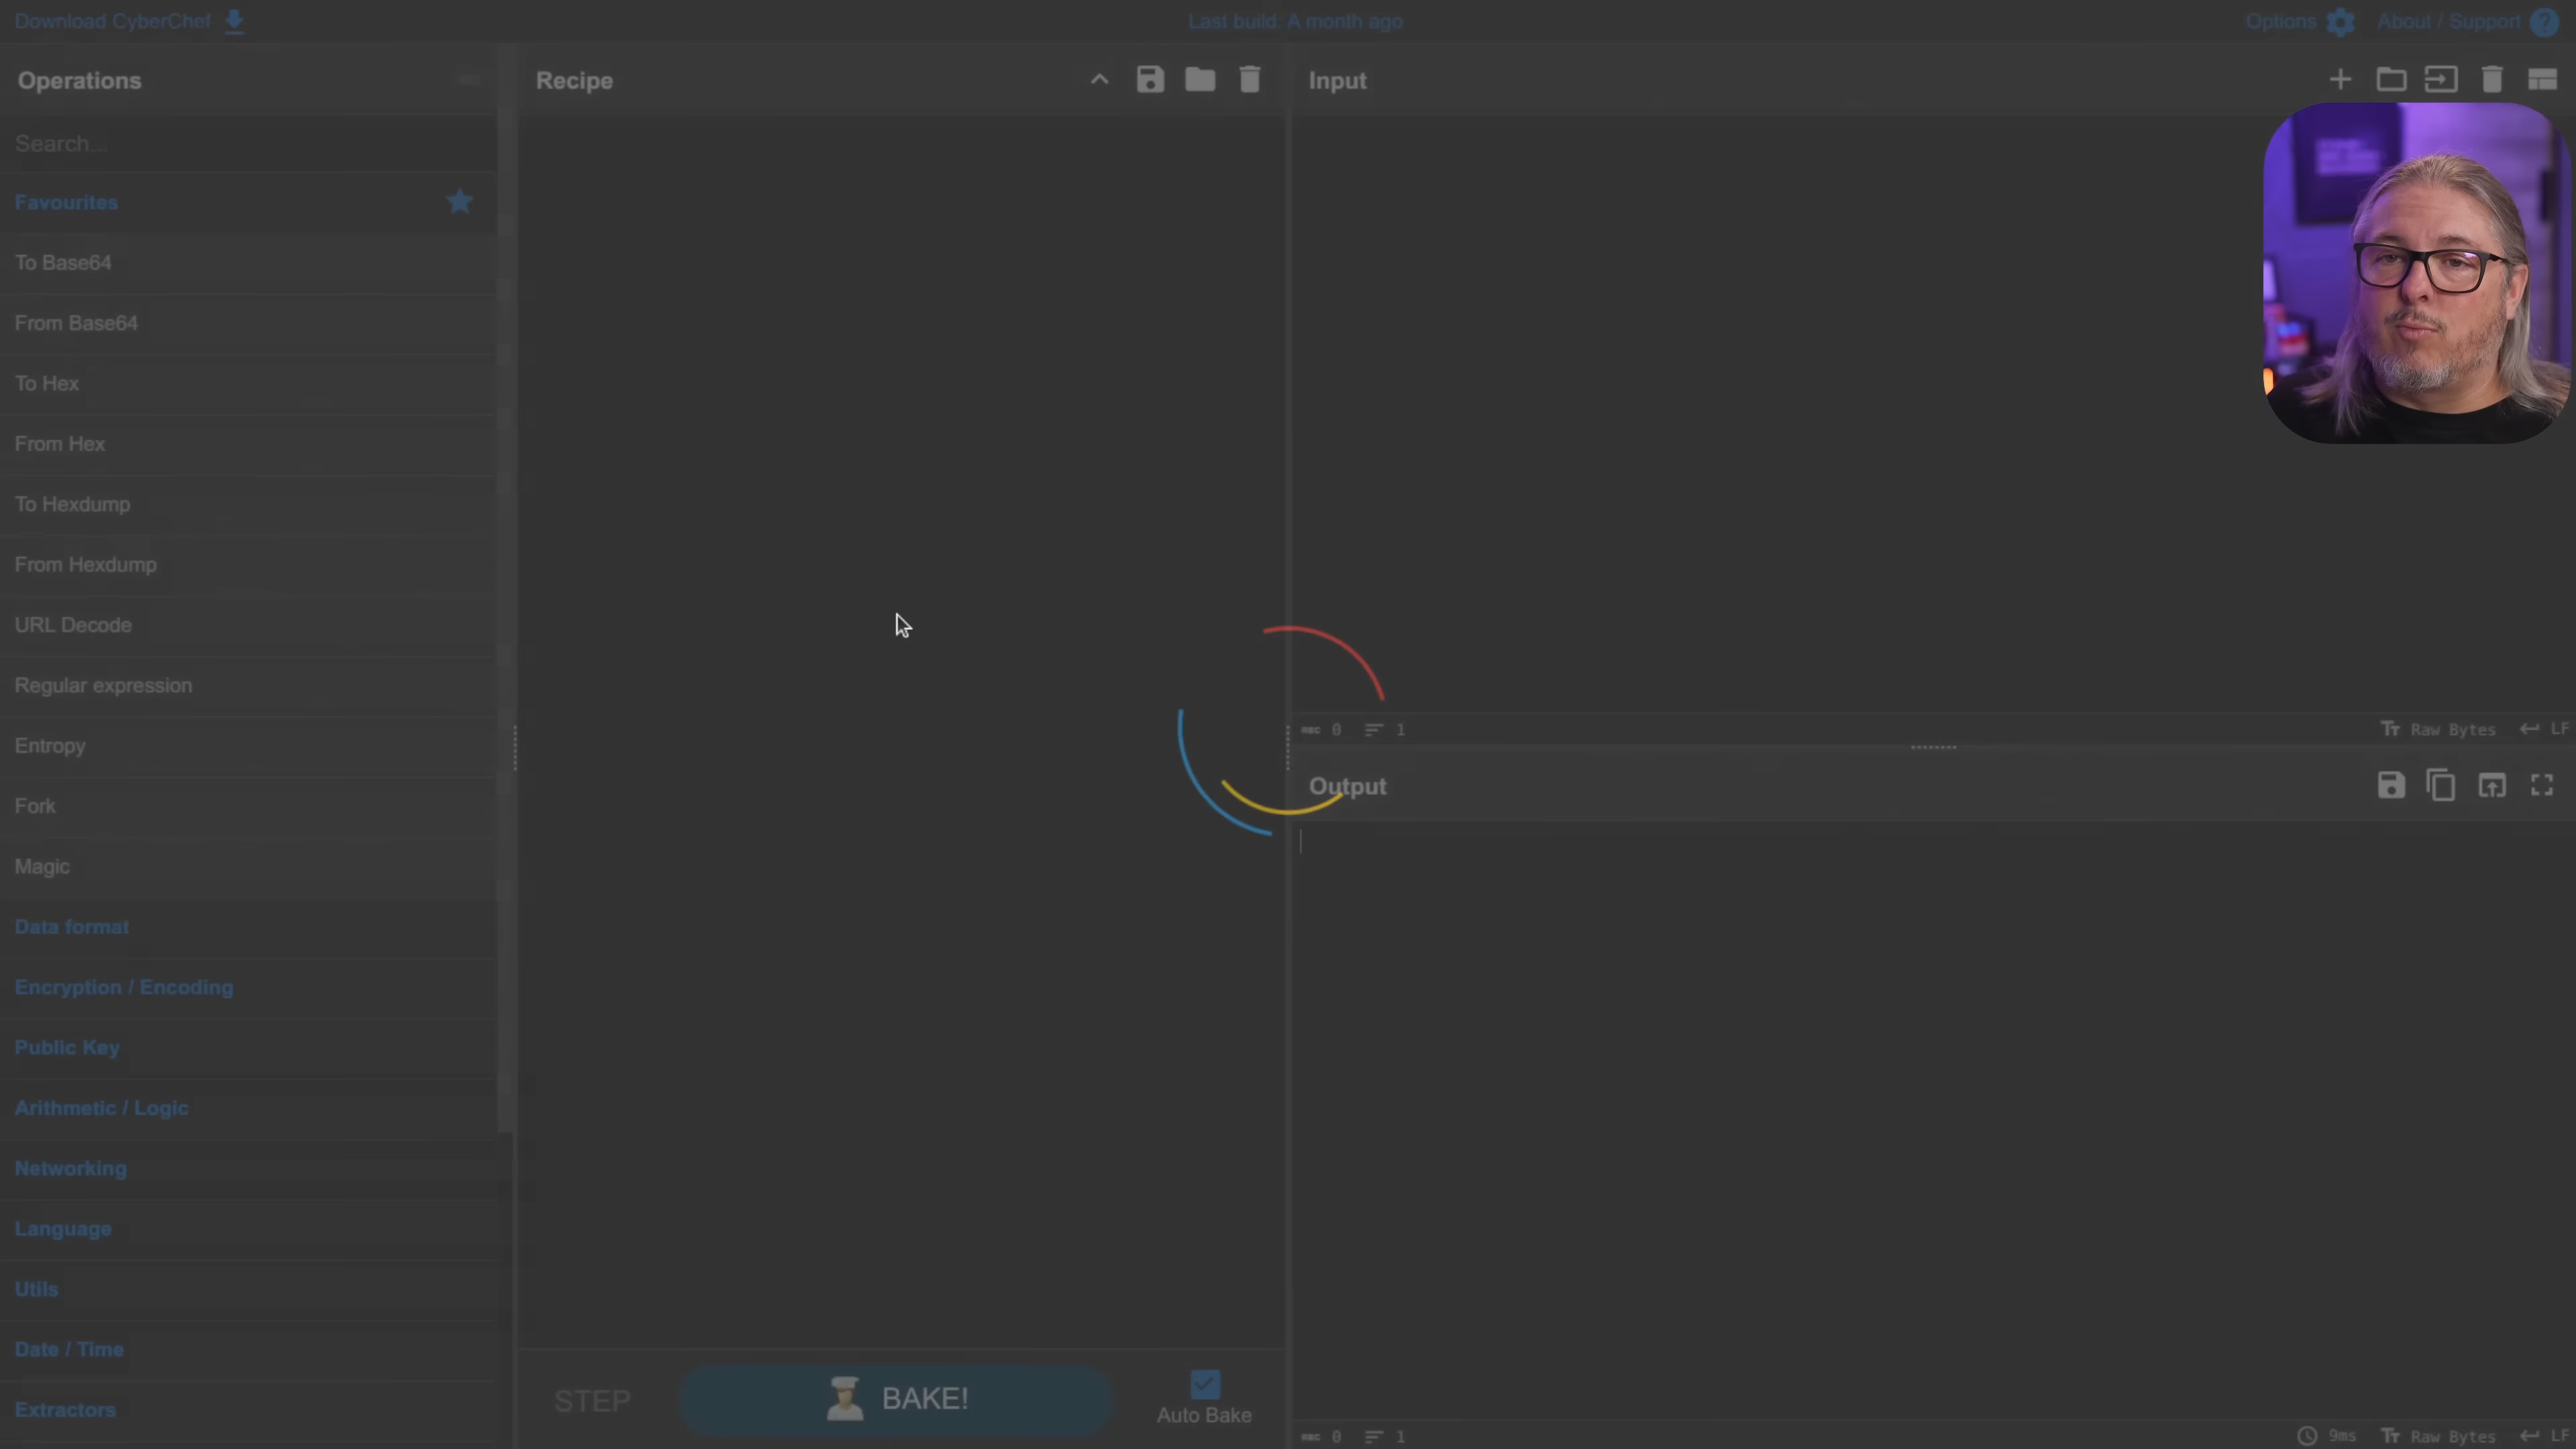 Download CyberChef
Last build: A month ago
Options
About / Support
Operations
Recipe
Input
Search...
Favourites
To Base64
From Base64
To Hex
From Hex
To Hexdump
From Hexdump
URL Decode
Regular expression
Entropy
Fork
Magic
Data format
Encryption / Encoding
Public Key
Arithmetic / Logic
Networking
Language
Utils
Date / Time
Extractors
STEP
BAKE!
Auto Bake
0
1
Raw Bytes
LF
Output
0
1
9ms
Raw Bytes
LF